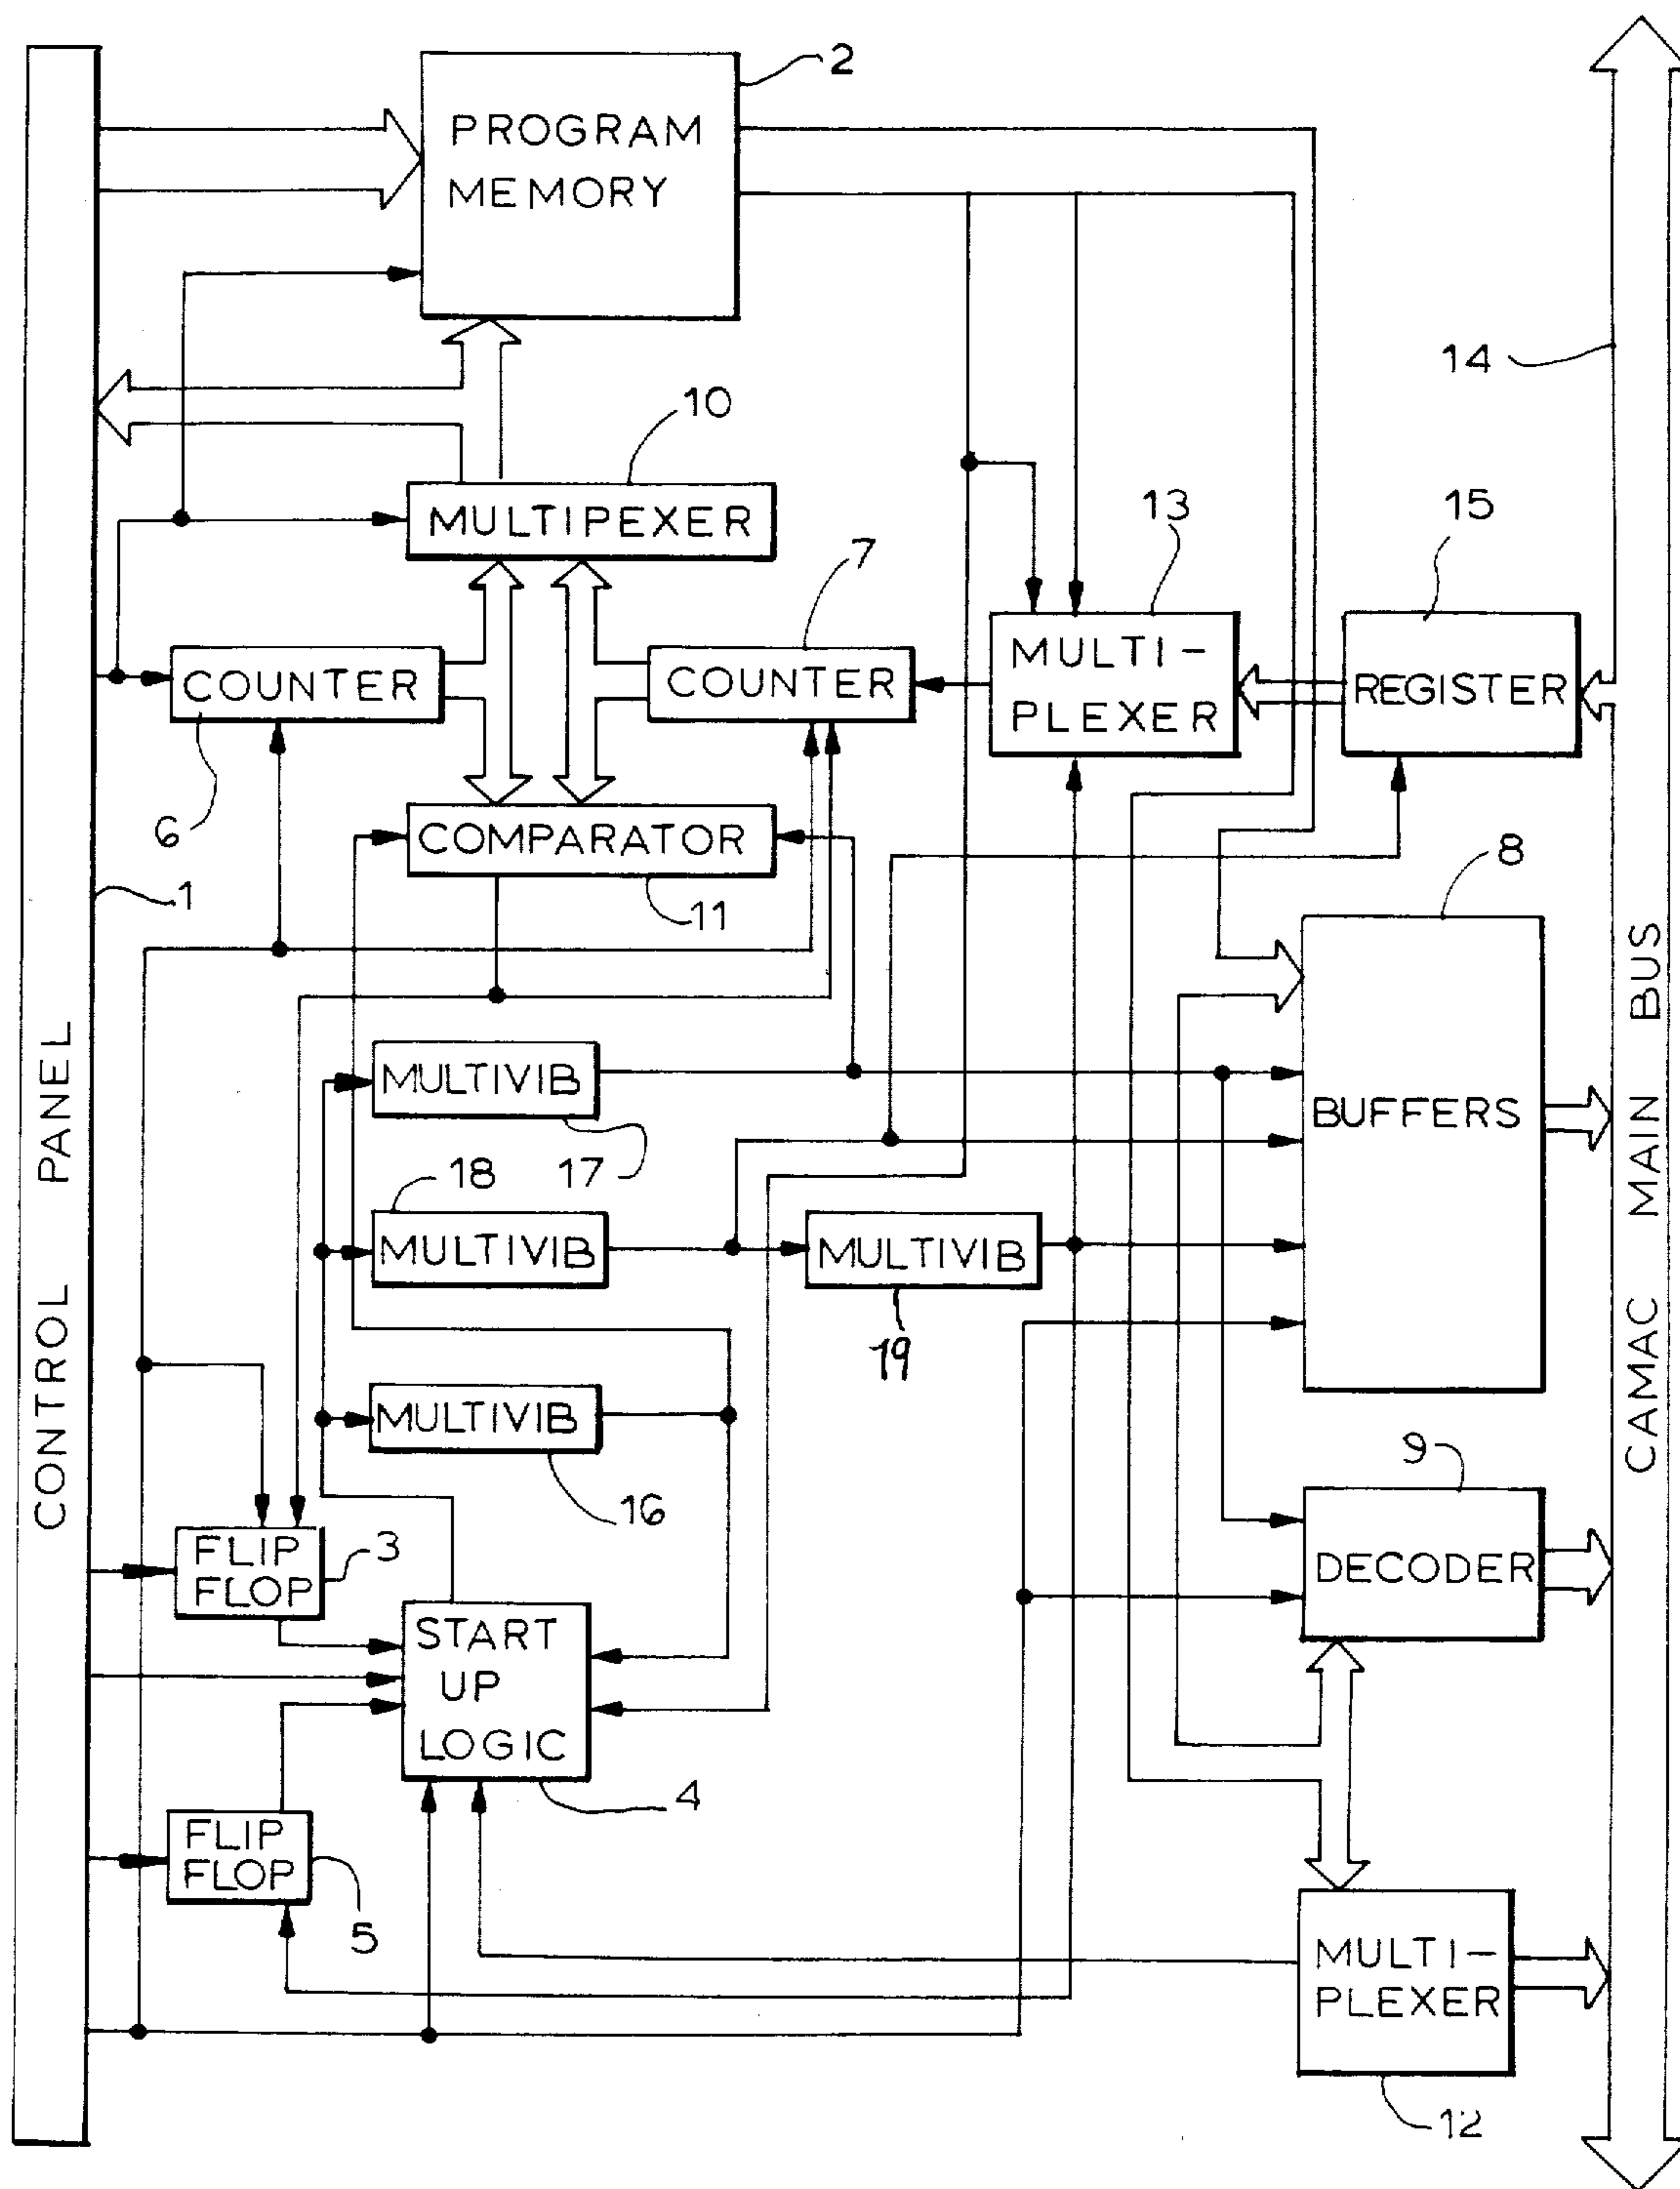 2
PROGRAM
MEMORY
14
10
MULTIPEXER
13
15
7
COUNTER
COUNTER
MULTI-
PLEXER
REGISTER
6
COMPARATOR
11
1
8
MULTIVIB
17
BUFFERS
18
MULTIVIB
MULTIVIB
19
MULTIVIB
16
9
DECODER
FLIP
FLOP
3
START
UP
LOGIC
4
FLIP
FLOP
5
MULTI-
PLEXER
12
CONTROL PANEL
CAMAC MAIN BUS